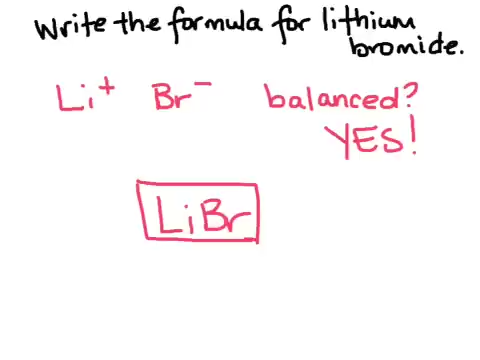 Write the formula for lithium
bromide.
Li⁺ Br⁻ balanced?
YES!
LiBr